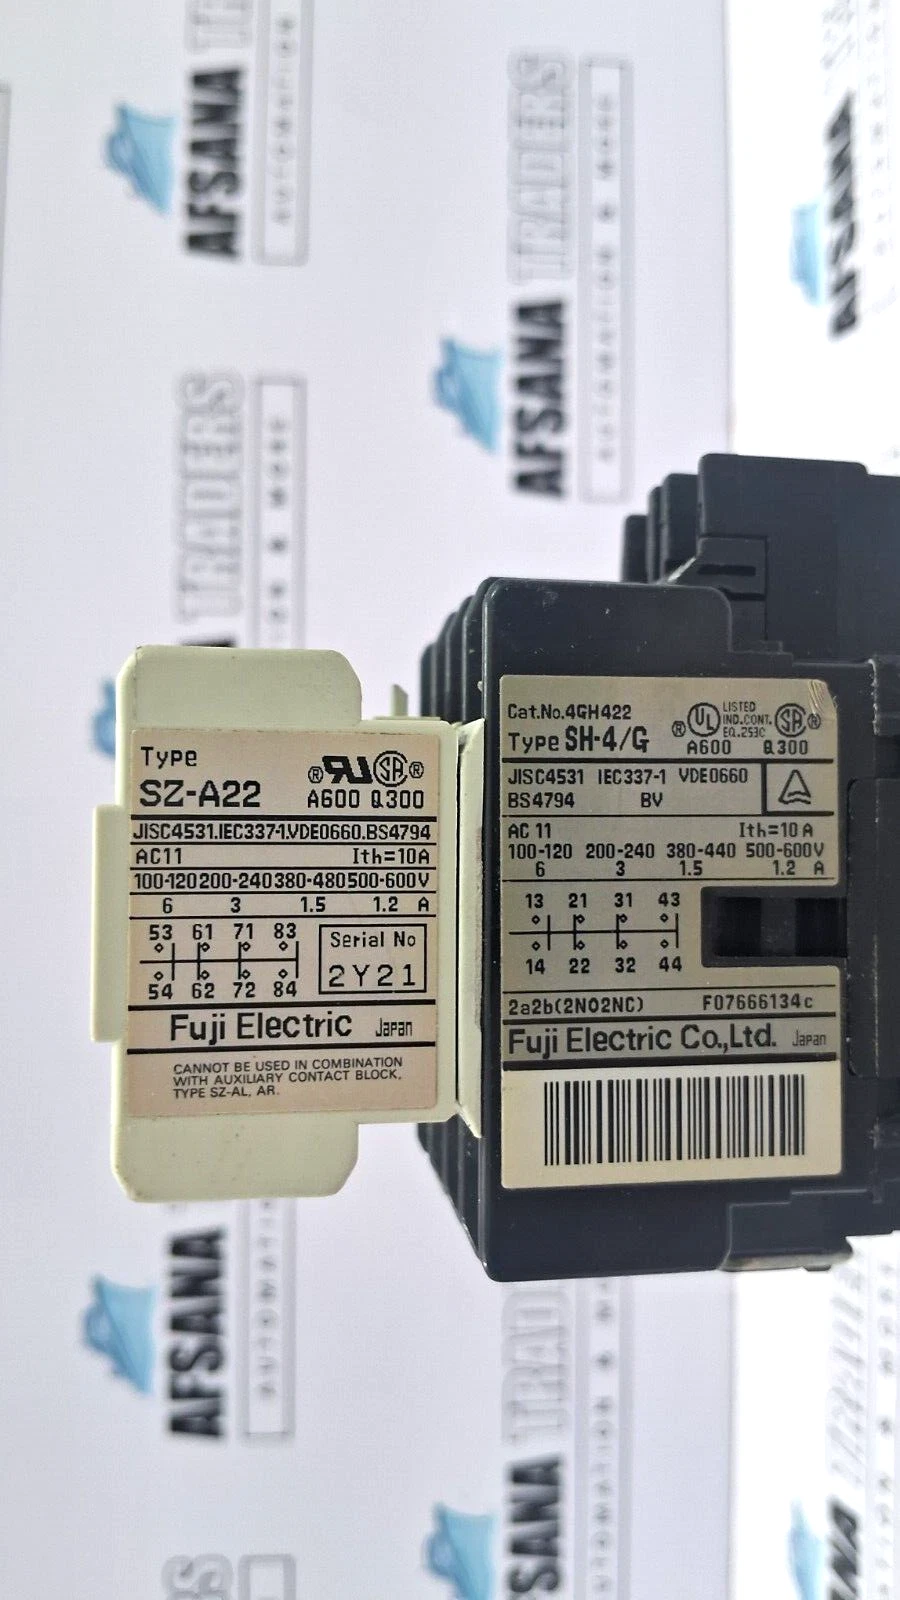 AFSANA TRADERS
AUTOMATION & MORE
Type
SZ-A22
® ® 
A600 Q300
JISC4531.IEC337-1.VDE0660.BS4794
AC11 Ith=10A
100-120 200-240 380-480 500-600V
6 3 1.5 1.2 A
53 61 71 83
54 62 72 84
Serial No
2Y21
Fuji Electric Japan
CANNOT BE USED IN COMBINATION
WITH AUXILIARY CONTACT BLOCK,
TYPE SZ-AL, AR.
Cat.No.4GH422
Type SH-4/G
® UL LISTED
IND.CONT.
EQ.253C
SA ®
A600 Q300
JISC4531 IEC337-1 VDE0660
BS4794 BV
AC 11 Ith=10A
100-120 200-240 380-440 500-600V
6 3 1.5 1.2 A
13 21 31 43
14 22 32 44
2a2b(2NO2NC) F07666134c
Fuji Electric Co.,Ltd. Japan